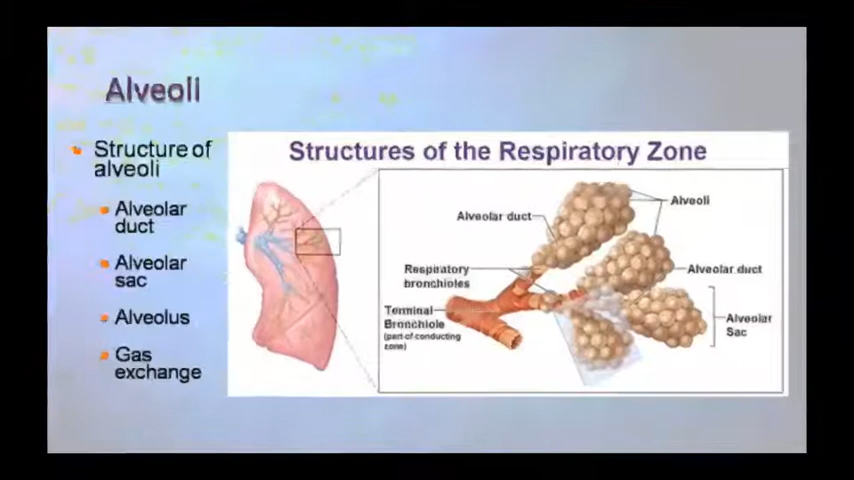 Alveoli
Structure of
alveoli
Alveolar
duct
Alveolar
sac
Alveolus
Gas
exchange
Structures of the Respiratory Zone
Alveoli
Alveolar duct
Respiratory
bronchioles
Alveolar duct
Terminal
Bronchiole
(part of conducting
zone)
Alveolar
Sac